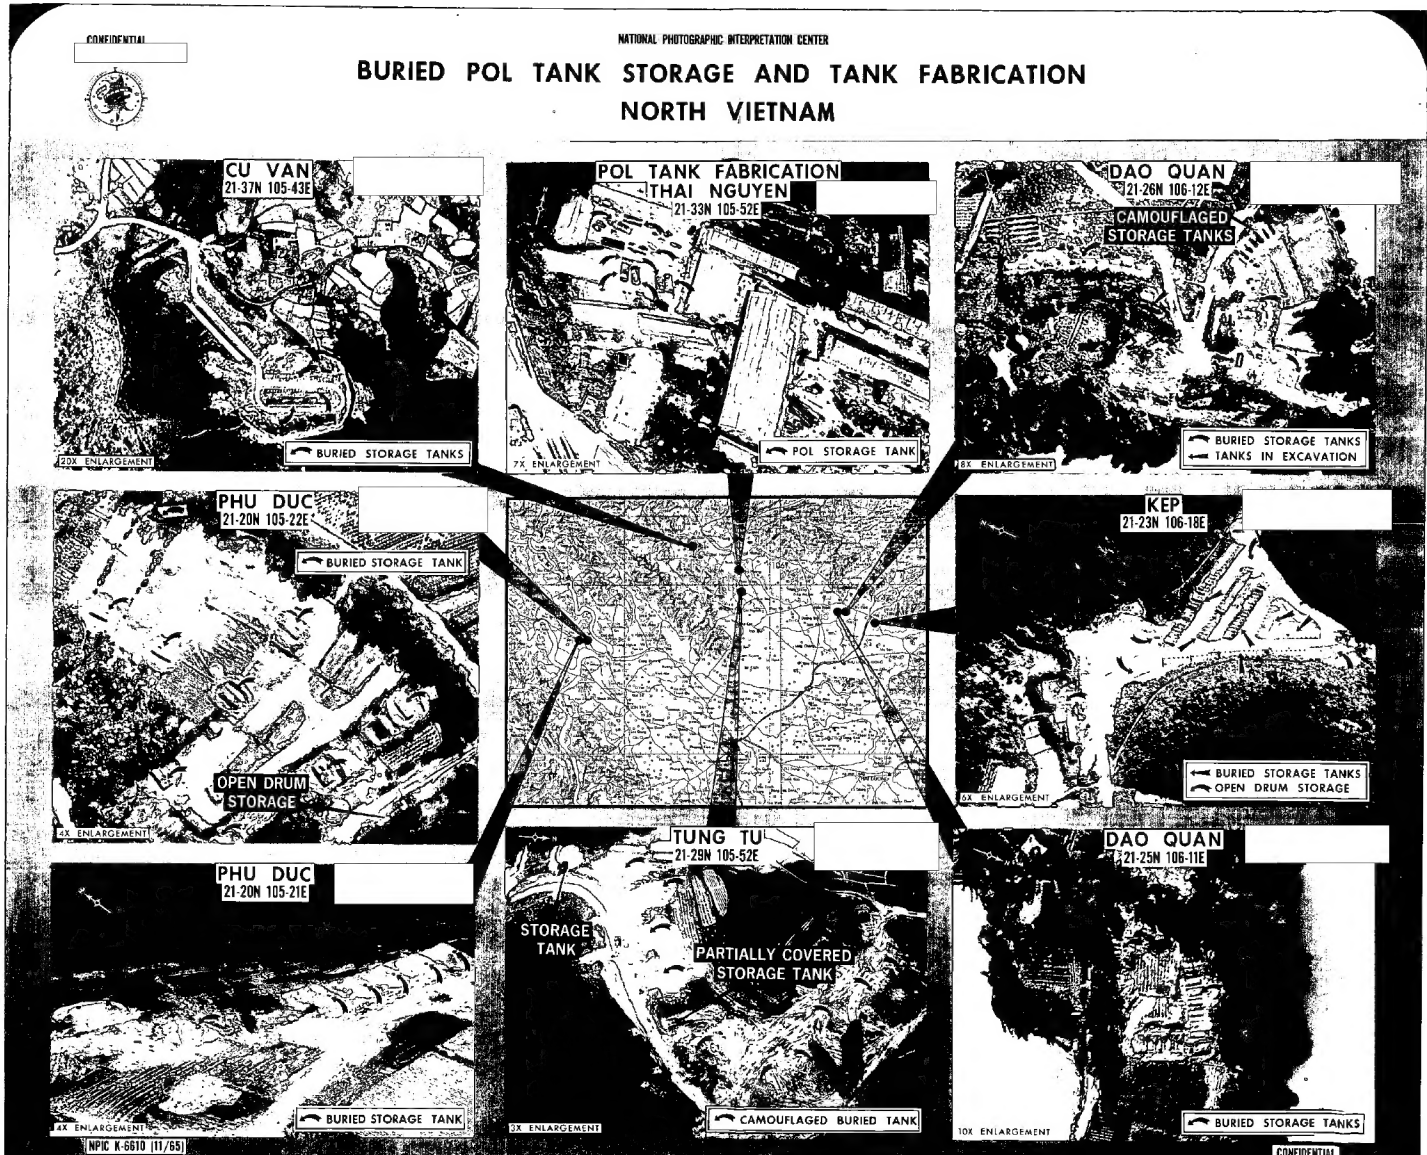 CONFIDENTIAL
NATIONAL PHOTOGRAPHIC INTERPRETATION CENTER
BURIED POL TANK STORAGE AND TANK FABRICATION
NORTH VIETNAM
CU VAN
21-37N 105-43E
BURIED STORAGE TANKS
20X ENLARGEMENT
POL TANK FABRICATION
THAI NGUYEN
21-33N 105-52E
POL STORAGE TANK
7X ENLARGEMENT
DAO QUAN
21-26N 106-12E
CAMOUFLAGED
STORAGE TANKS
BURIED STORAGE TANKS
TANKS IN EXCAVATION
8X ENLARGEMENT
PHU DUC
21-20N 105-22E
BURIED STORAGE TANK
OPEN DRUM
STORAGE
4X ENLARGEMENT
KEP
21-23N 106-18E
BURIED STORAGE TANKS
OPEN DRUM STORAGE
6X ENLARGEMENT
PHU DUC
21-20N 105-21E
BURIED STORAGE TANK
4X ENLARGEMENT
TUNG TU
21-29N 105-52E
STORAGE
TANK
PARTIALLY COVERED
STORAGE TANK
CAMOUFLAGED BURIED TANK
3X ENLARGEMENT
DAO QUAN
21-25N 106-11E
BURIED STORAGE TANKS
10X ENLARGEMENT
NPIC K-6610 (11/65)
CONFIDENTIAL